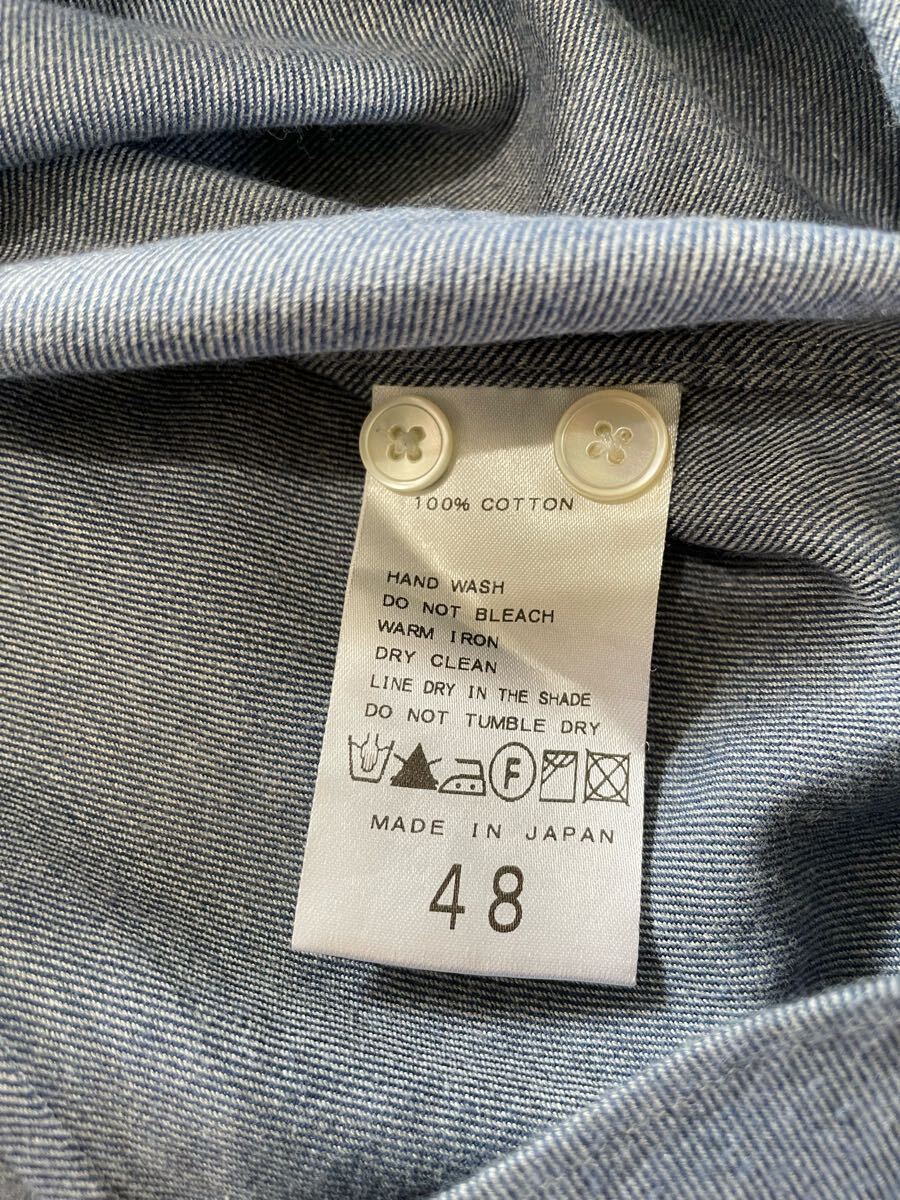 100% COTTON
HAND WASH
DO NOT BLEACH
WARM IRON
DRY CLEAN
LINE DRY IN THE SHADE
DO NOT TUMBLE DRY
F
MADE IN JAPAN
48